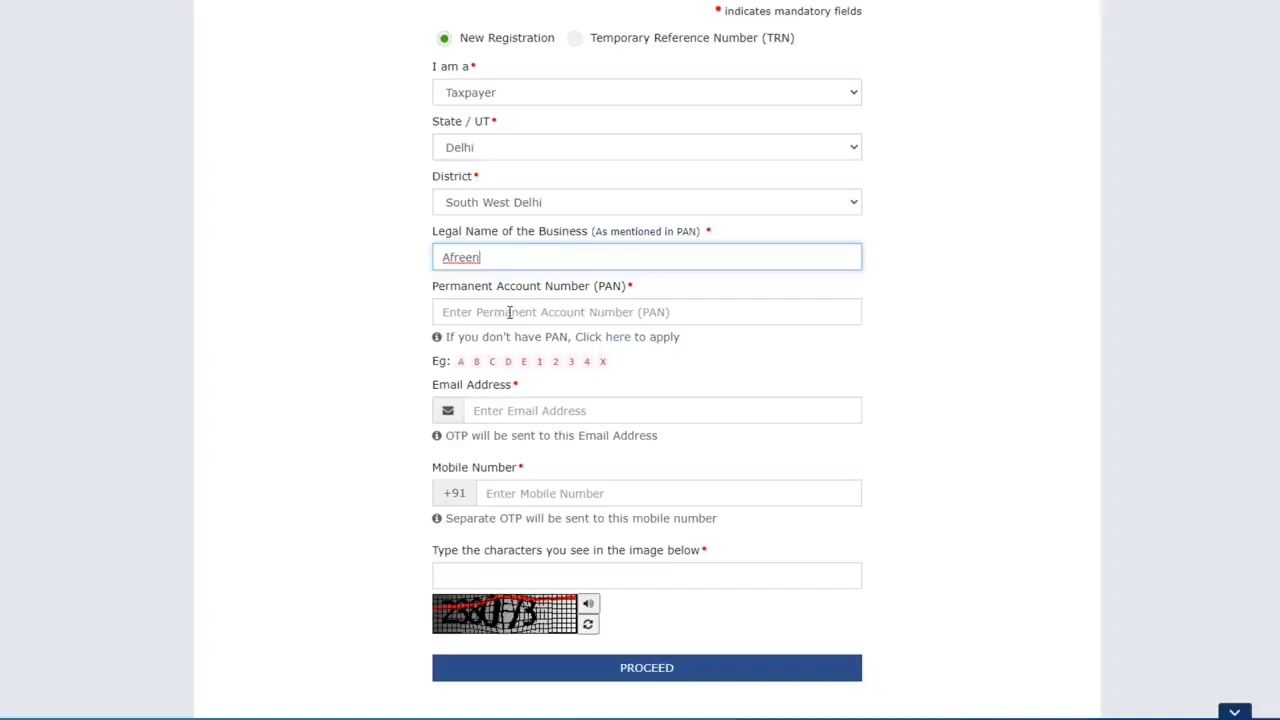 • indicates mandatory fields
New Registration Temporary Reference Number (TRN)
I am a•
Taxpayer
State / UT•
Delhi
District•
South West Delhi
Legal Name of the Business (As mentioned in PAN) •
Afreen
Permanent Account Number (PAN)•
Enter Permanent Account Number (PAN)
If you don't have PAN, Click here to apply
Eg: A B C D E 1 2 3 4 X
Email Address•
Enter Email Address
OTP will be sent to this Email Address
Mobile Number•
+91 Enter Mobile Number
Separate OTP will be sent to this mobile number
Type the characters you see in the image below•
PROCEED